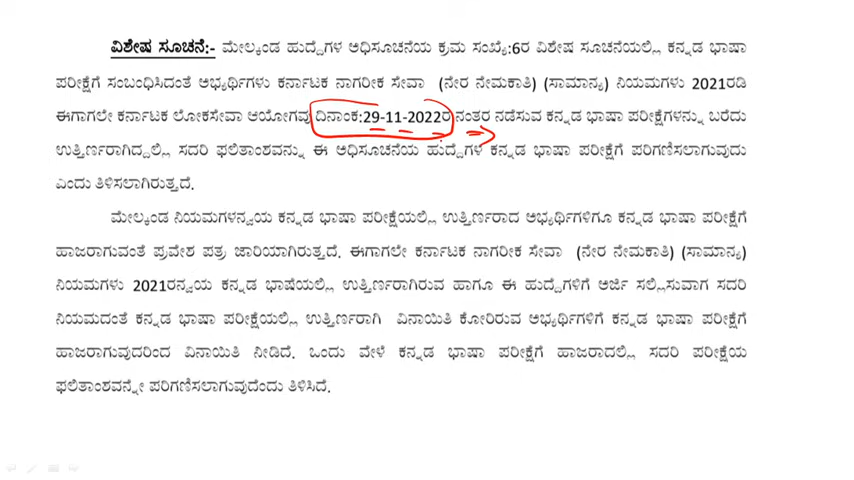 ವಿಶೇಷ ಸೂಚನೆ:- ಮೇಲ್ಕಂಡ ಹುದ್ದೆಗಳ ಅಧಿಸೂಚನೆಯ ಕ್ರಮ ಸಂಖ್ಯೆ:6ರ ವಿಶೇಷ ಸೂಚನೆಯಲ್ಲಿ ಕನ್ನಡ ಭಾಷಾ
ಪರೀಕ್ಷೆಗೆ ಸಂಬಂಧಿಸಿದಂತೆ ಅಭ್ಯರ್ಥಿಗಳು ಕರ್ನಾಟಕ ನಾಗರೀಕ ಸೇವಾ (ನೇರ ನೇಮಕಾತಿ) (ಸಾಮಾನ್ಯ) ನಿಯಮಗಳು 2021ರಡಿ
ಈಗಾಗಲೇ ಕರ್ನಾಟಕ ಲೋಕಸೇವಾ ಆಯೋಗವು ದಿನಾಂಕ:29-11-2022ರ ನಂತರ ನಡೆಸುವ ಕನ್ನಡ ಭಾಷಾ ಪರೀಕ್ಷೆಗಳನ್ನು ಬರೆದು
ಉತ್ತಿರ್ಣರಾಗಿದ್ದಲ್ಲಿ ಸದರಿ ಫಲಿತಾಂಶವನ್ನು ಈ ಅಧಿಸೂಚನೆಯ ಹುದ್ದೆಗಳ ಕನ್ನಡ ಭಾಷಾ ಪರೀಕ್ಷೆಗೆ ಪರಿಗಣಿಸಲಾಗುವುದು
ಎಂದು ತಿಳಿಸಲಾಗಿರುತ್ತದೆ.
ಮೇಲ್ಕಂಡ ನಿಯಮಗಳನ್ವಯ ಕನ್ನಡ ಭಾಷಾ ಪರೀಕ್ಷೆಯಲ್ಲಿ ಉತ್ತಿರ್ಣರಾದ ಅಭ್ಯರ್ಥಿಗಳಿಗೂ ಕನ್ನಡ ಭಾಷಾ ಪರೀಕ್ಷೆಗೆ
ಹಾಜರಾಗುವಂತೆ ಪ್ರವೇಶ ಪತ್ರ ಜಾರಿಯಾಗಿರುತ್ತದೆ. ಈಗಾಗಲೇ ಕರ್ನಾಟಕ ನಾಗರೀಕ ಸೇವಾ (ನೇರ ನೇಮಕಾತಿ) (ಸಾಮಾನ್ಯ)
ನಿಯಮಗಳು 2021ರನ್ವಯ ಕನ್ನಡ ಭಾಷೆಯಲ್ಲಿ ಉತ್ತಿರ್ಣರಾಗಿರುವ ಹಾಗೂ ಈ ಹುದ್ದೆಗಳಿಗೆ ಅರ್ಜಿ ಸಲ್ಲಿಸುವಾಗ ಸದರಿ
ನಿಯಮದಂತೆ ಕನ್ನಡ ಭಾಷಾ ಪರೀಕ್ಷೆಯಲ್ಲಿ ಉತ್ತಿರ್ಣರಾಗಿ ವಿನಾಯಿತಿ ಕೋರಿರುವ ಅಭ್ಯರ್ಥಿಗಳಿಗೆ ಕನ್ನಡ ಭಾಷಾ ಪರೀಕ್ಷೆಗೆ
ಹಾಜರಾಗುವುದರಿಂದ ವಿನಾಯಿತಿ ನೀಡಿದೆ. ಒಂದು ವೇಳೆ ಕನ್ನಡ ಭಾಷಾ ಪರೀಕ್ಷೆಗೆ ಹಾಜರಾದಲ್ಲಿ ಸದರಿ ಪರೀಕ್ಷೆಯ
ಫಲಿತಾಂಶವನ್ನೇ ಪರಿಗಣಿಸಲಾಗುವುದೆಂದು ತಿಳಿಸಿದೆ.